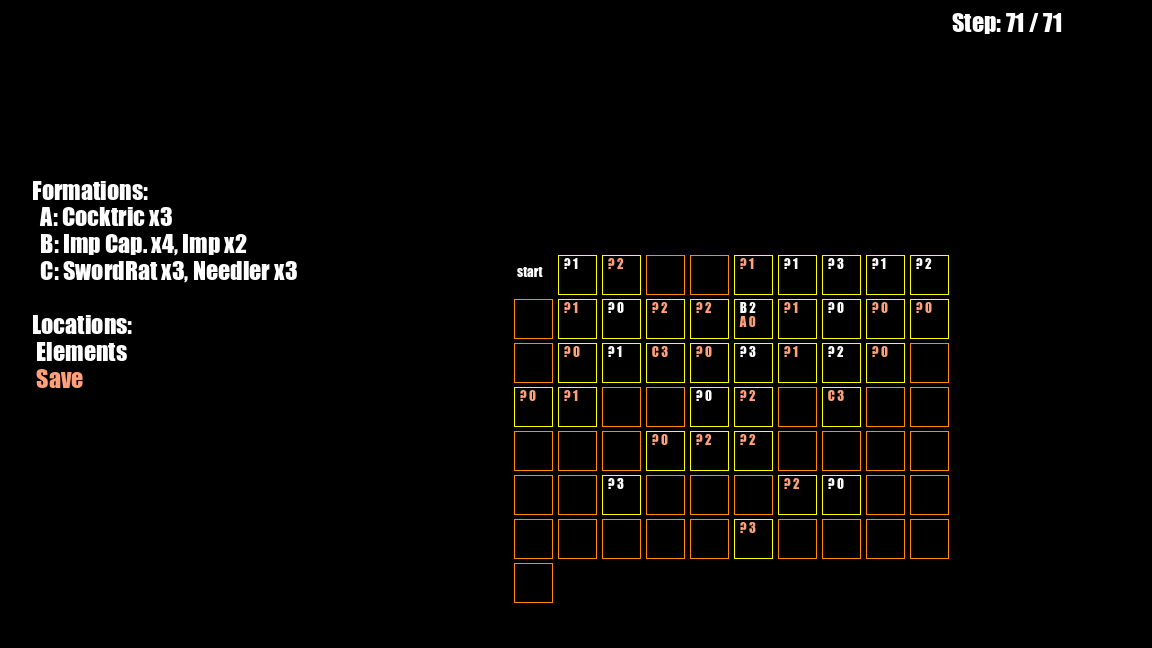 Step: 71 / 71
Formations:
A: Cocktric x3
B: Imp Cap. x4, Imp x2
C: SwordRat x3, Needler x3
Locations:
Elements
Save
start ?1 ?2 ?1 ?1 ?3 ?1 ?2
?1 ?0 ?2 ?2 B2 ?1 ?0 ?0 ?0
A0
?0 ?1 C3 ?0 ?3 ?1 ?2 ?0
?0 ?1 ?0 ?2 C3
?0 ?2 ?2
?3 ?2 ?0
?3